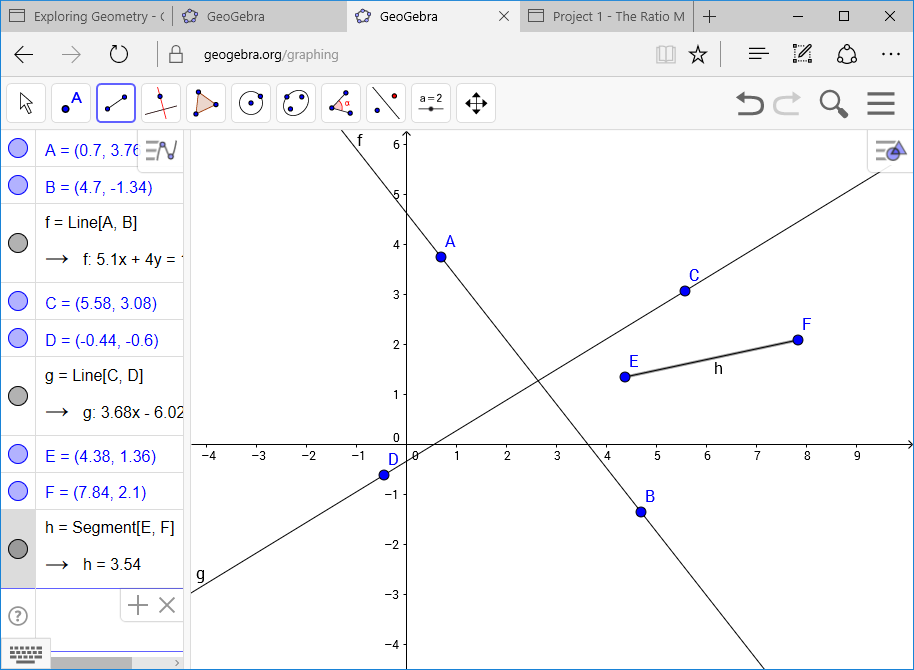 Exploring Geometry - (
GeoGebra
GeoGebra
Project 1 - The Ratio M
geogebra.org/graphing
A
α
a=2
A = (0.7, 3.76
B = (4.7, -1.34)
f = Line[A, B]
→ f: 5.1x + 4y =
C = (5.58, 3.08)
D = (-0.44, -0.6)
g = Line[C, D]
→ g: 3.68x - 6.02
E = (4.38, 1.36)
F = (7.84, 2.1)
h = Segment[E, F]
→ h = 3.54
?
f
6
5
A
4
C
3
F
2
E
h
1
0
−4 −3 −2 −1 0 1 2 3 4 5 6 7 8 9
D
−1
B
−2
g
−3
−4